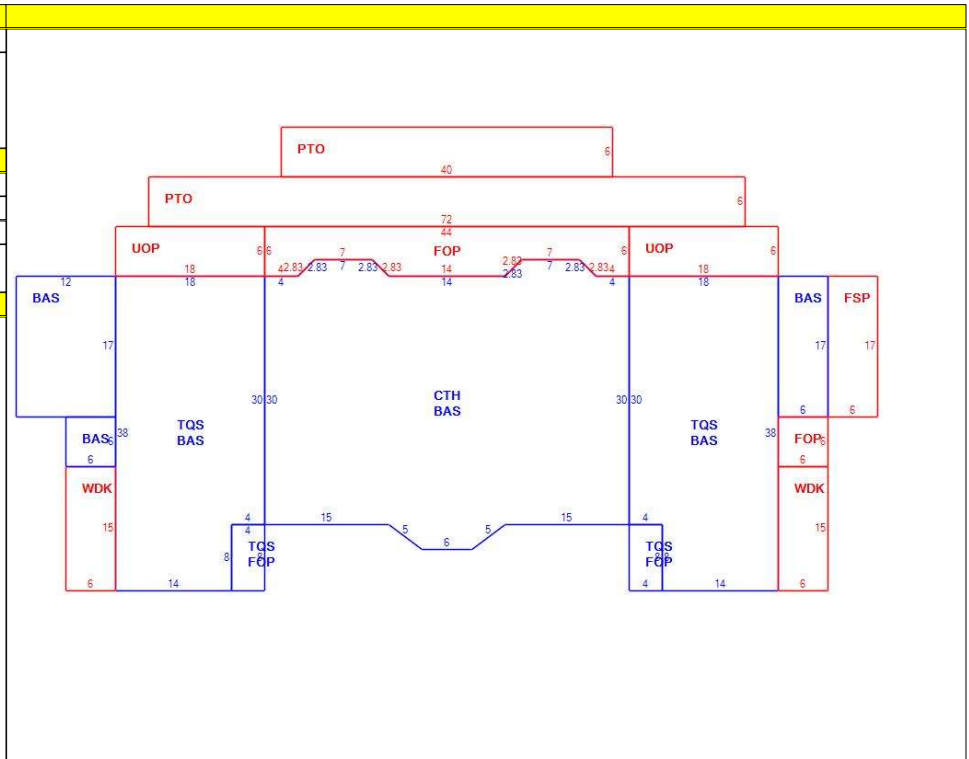 PTO 6
40
PTO 6
72
44
UOP 6 6 FOP 6 UOP 6
7 7
18 4 2.83 2.83 7 2.83 2.83 14 2.83 2.83 7 2.83 2.83 4 18
18 4 14 4 18
12
BAS BAS FSP
17 17 17
30 30 CTH 30 30
BAS
6 6
TQS TQS
BAS BAS
BAS 6 38 38 FOP 6
6 6
WDK WDK
4 15 15 4
4
15 5 5 15
6
TQS TQS
FOP FOP
8 8 8 8
6 14 4 14 6